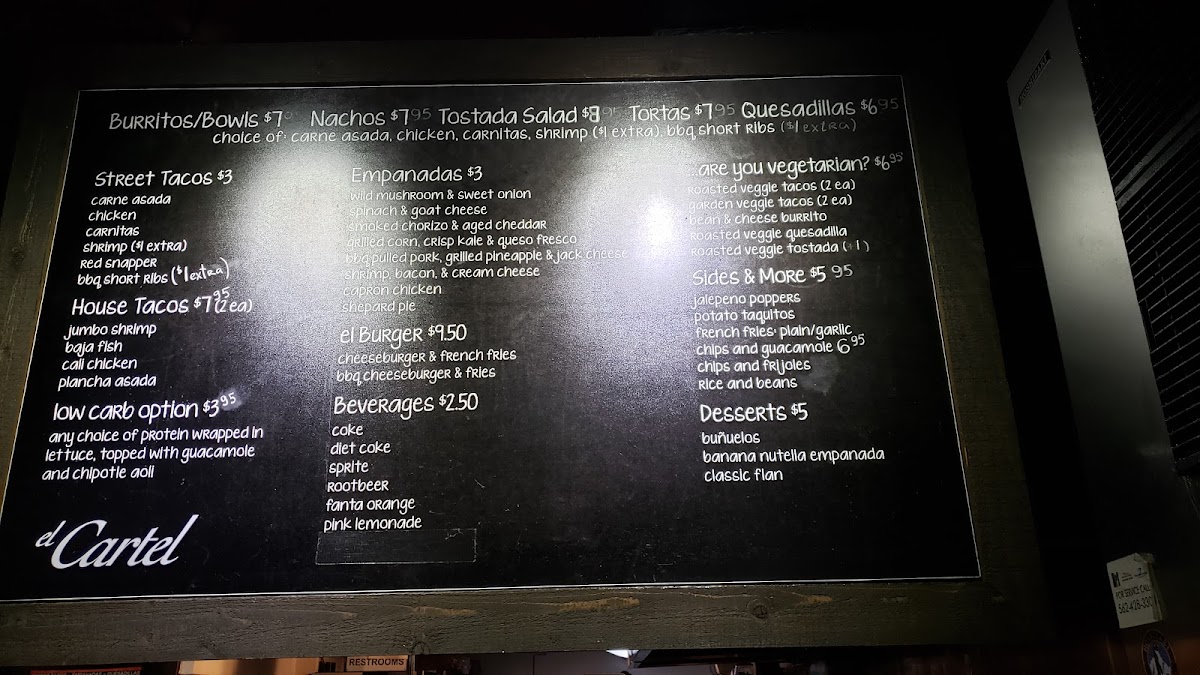 Burritos/Bowls $7 Nachos $7 95 Tostada Salad $8 95 Tortas $7 95 Quesadillas $6 95
choice of: carne asada, chicken, carnitas, shrimp ($1 extra), bbq short ribs ($1 extra)
Street Tacos $3
carne asada
chicken
carnitas
shrimp ($1 extra)
red snapper
bbq short ribs ($1 extra)
House Tacos $7 95 (2 ea)
jumbo shrimp
baja fish
cali chicken
plancha asada
low carb option $3 95
any choice of protein wrapped in
lettuce, topped with guacamole
and chipotle aoli
el Cartel
Empanadas $3
wild mushroom & sweet onion
spinach & goat cheese
smoked chorizo & aged cheddar
grilled corn, crisp kale & queso fresco
bbq pulled pork, grilled pineapple & jack cheese
shrimp, bacon, & cream cheese
capron chicken
shepard pie
el Burger $9.50
cheeseburger & french fries
bbq cheeseburger & fries
Beverages $2.50
coke
diet coke
sprite
rootbeer
fanta orange
pink lemonade
...are you vegetarian? $6 95
roasted veggie tacos (2 ea)
garden veggie tacos (2 ea)
bean & cheese burrito
roasted veggie quesadilla
roasted veggie tostada (+1)
Sides & More $5 95
jalepeno poppers
potato taquitos
french fries: plain/garlic
chips and guacamole 6 95
chips and frijoles
rice and beans
Desserts $5
buñuelos
banana nutella empanada
classic flan
FOR SERVICE CALL
RESTROOMS